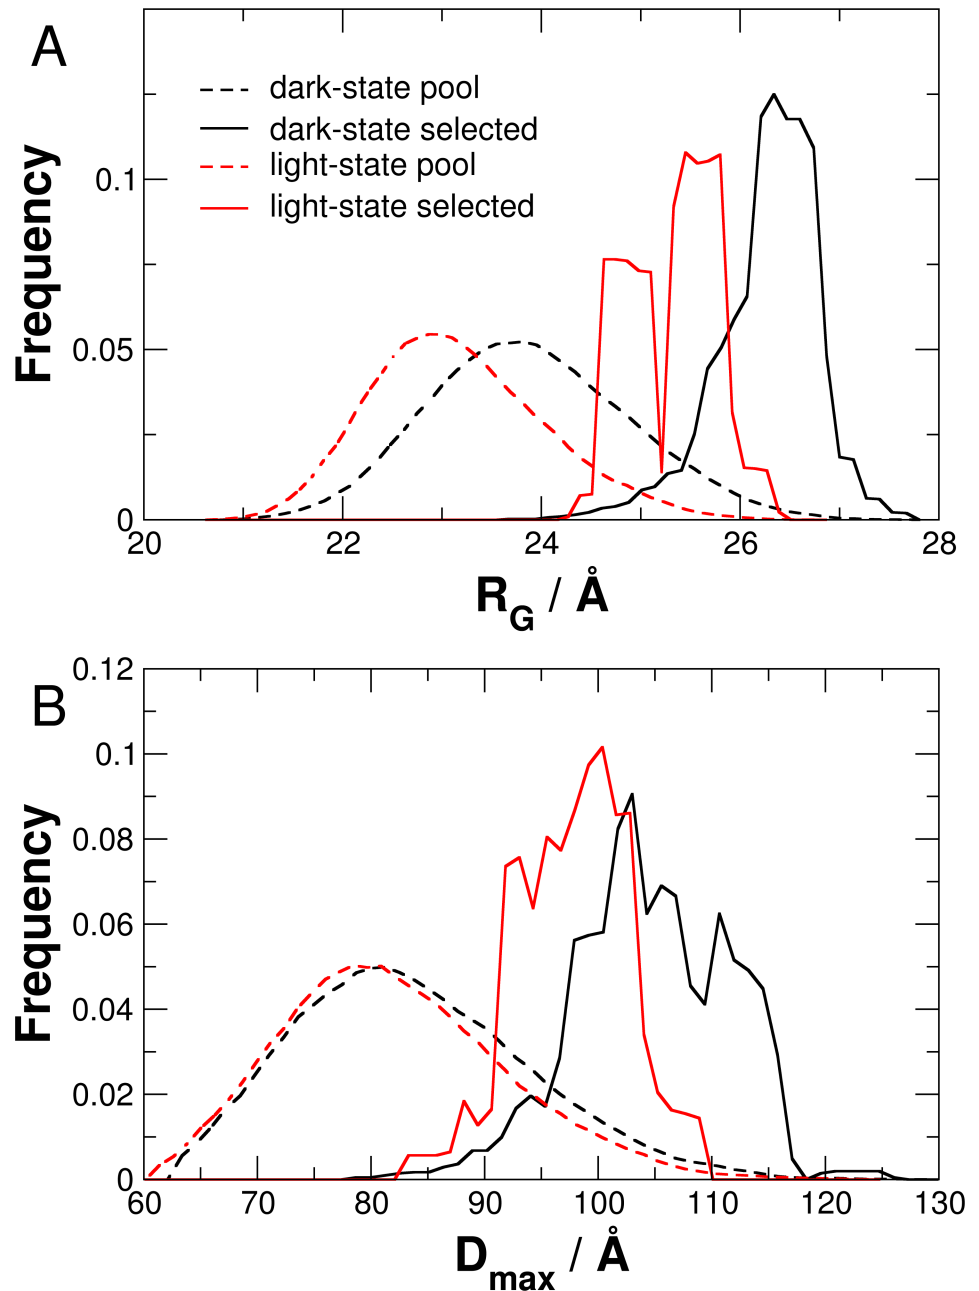 A
dark-state pool
dark-state selected
light-state pool
light-state selected
0.1
0.05
0
Frequency
20 22 24 26 28
R_G / Å
B
0.12
0.1
0.08
0.06
0.04
0.02
0
Frequency
60 70 80 90 100 110 120 130
D_max / Å